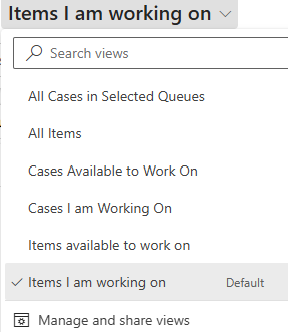 Items I am working on
Search views
All Cases in Selected Queues
All Items
Cases Available to Work On
Cases I am Working On
Items available to work on
Items I am working on Default
Manage and share views